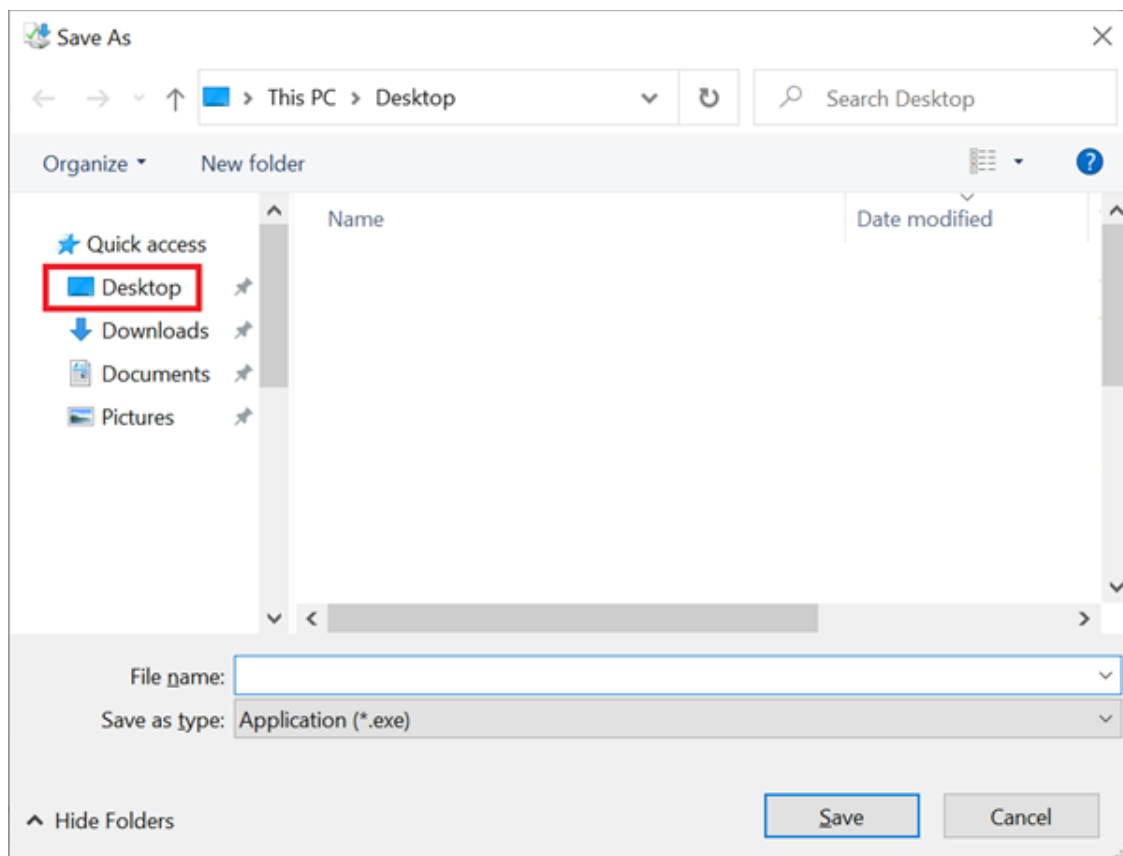 Save As
This PC > Desktop
Search Desktop
Organize
New folder
?
Name
Date modified
Quick access
Desktop
Downloads
Documents
Pictures
File name:
Save as type: Application (*.exe)
Hide Folders
Save
Cancel